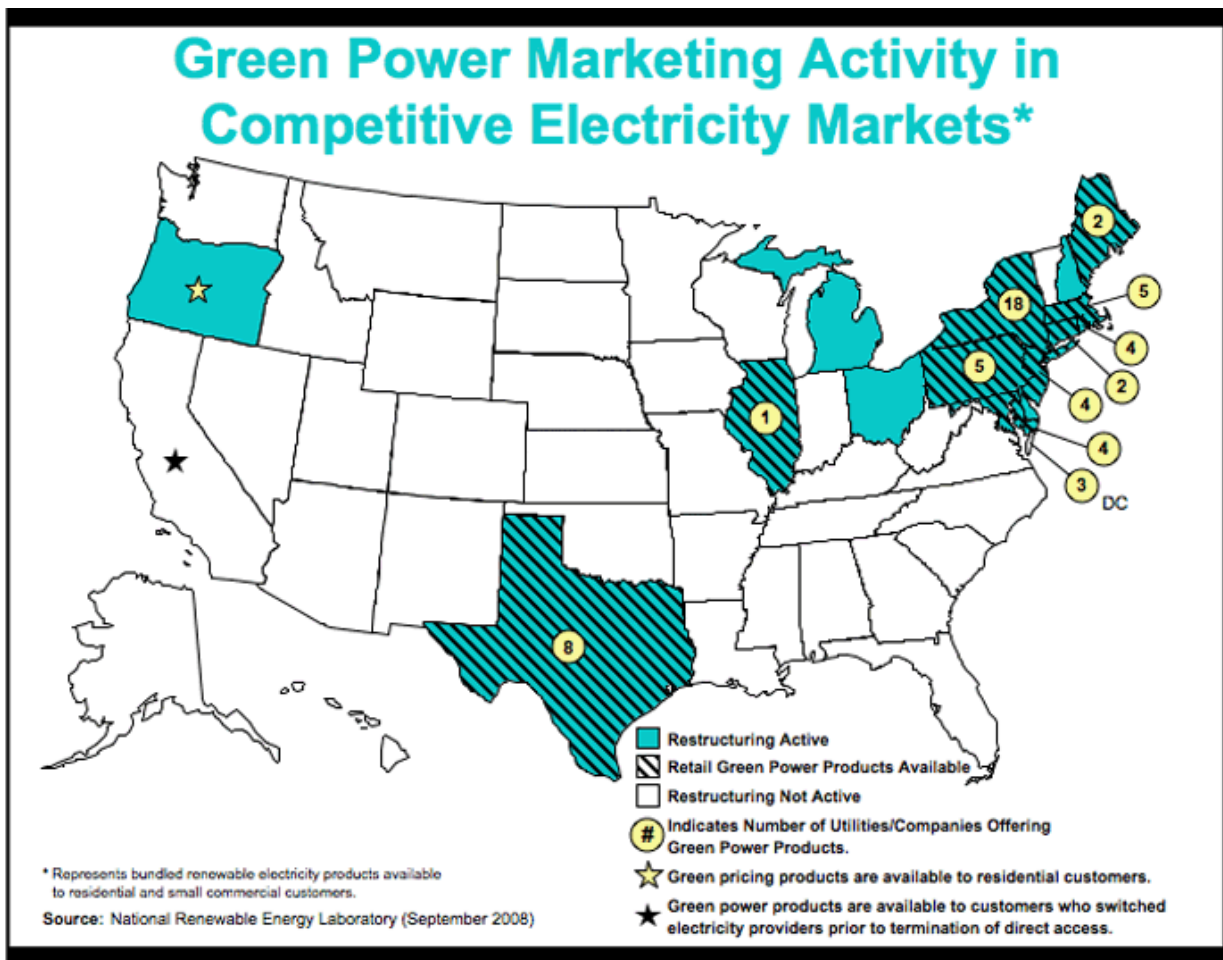 Green Power Marketing Activity in
Competitive Electricity Markets*
2
5
18
4
5
2
4
1
4
3
DC
8
Restructuring Active
Retail Green Power Products Available
Restructuring Not Active
# Indicates Number of Utilities/Companies Offering
Green Power Products.
Green pricing products are available to residential customers.
Green power products are available to customers who switched
electricity providers prior to termination of direct access.
* Represents bundled renewable electricity products available
to residential and small commercial customers.
Source: National Renewable Energy Laboratory (September 2008)